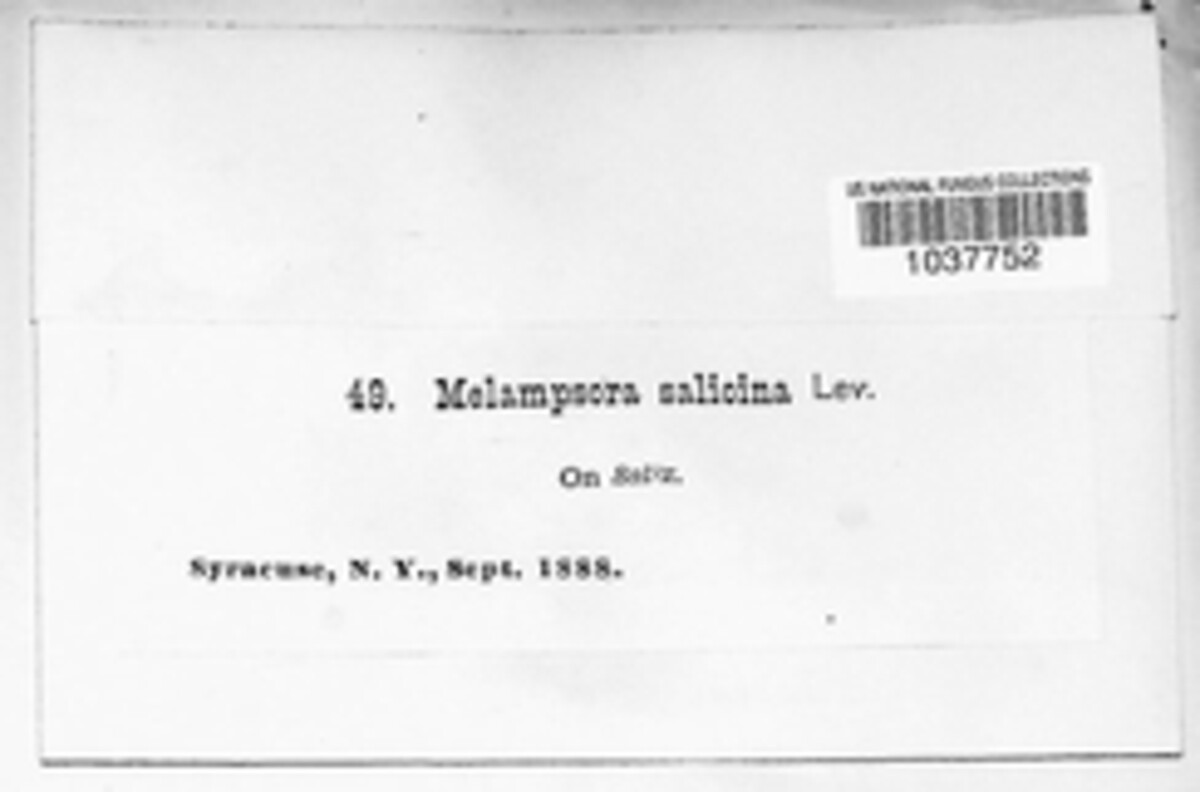 US NATIONAL FUNGUS COLLECTIONS
1037752
49. Melampsora salicina Lev.
On Salix.
Syracuse, N. Y., Sept. 1888.